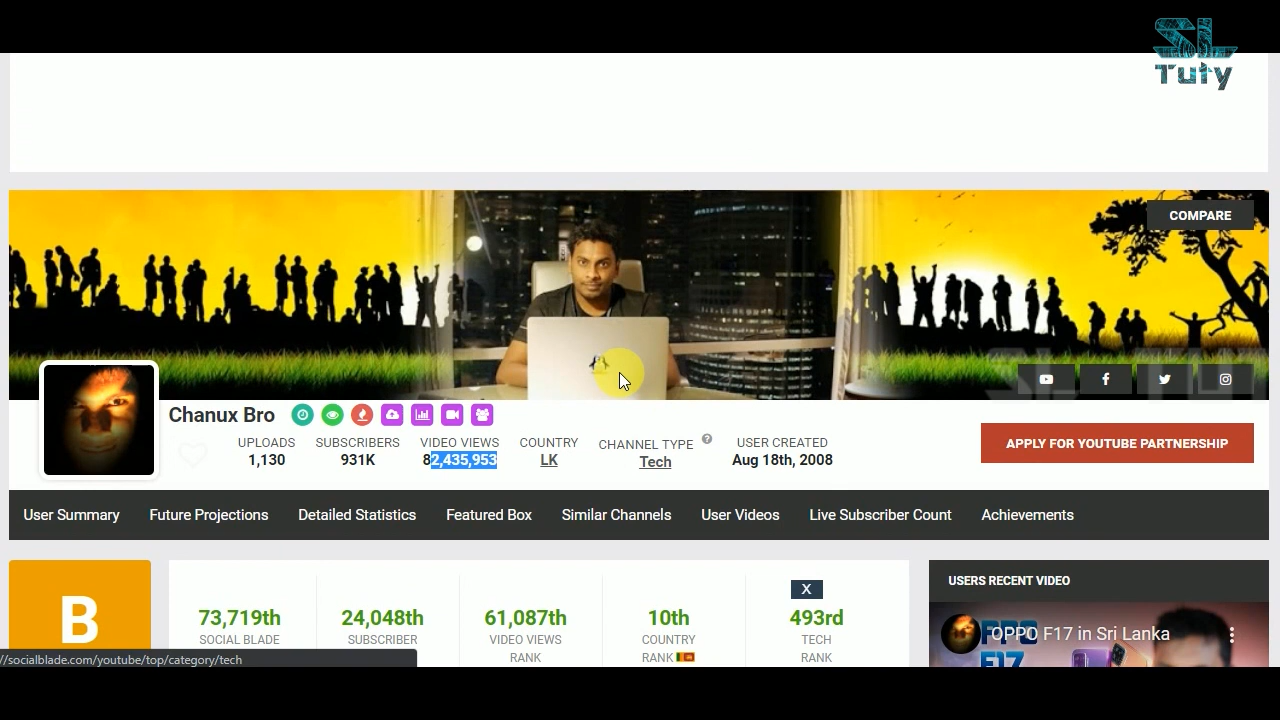 SL
Tuty
COMPARE
Chanux Bro
UPLOADS
1,130
SUBSCRIBERS
931K
VIDEO VIEWS
82,435,953
COUNTRY
LK
CHANNEL TYPE ?
Tech
USER CREATED
Aug 18th, 2008
APPLY FOR YOUTUBE PARTNERSHIP
User Summary Future Projections Detailed Statistics Featured Box Similar Channels User Videos Live Subscriber Count Achievements
B
73,719th
SOCIAL BLADE
24,048th
SUBSCRIBER
61,087th
VIDEO VIEWS
RANK
10th
COUNTRY
RANK
X
493rd
TECH
RANK
USERS RECENT VIDEO
OPPO F17 in Sri Lanka
F17
/socialblade.com/youtube/top/category/tech